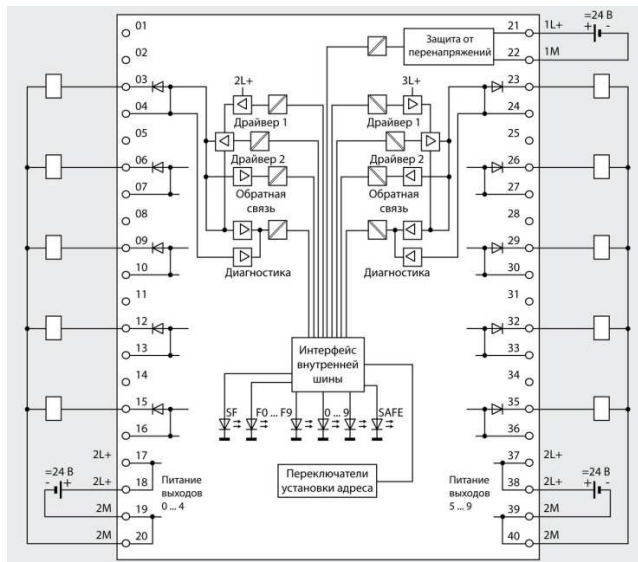 01
02
03
04
05
06
07
08
09
10
11
12
13
14
15
16
2L+ 17
2L+ 18
2M 19
2M 20
=24 В
- +
Питание
выходов
0 ... 4
2L+
Драйвер 1
Драйвер 2
Обратная
связь
Диагностика
3L+
Драйвер 1
Драйвер 2
Обратная
связь
Диагностика
Защита от
перенапряжений
Интерфейс
внутренней
шины
SF F0 ... F9 0 ... 9 SAFE
Переключатели
установки адреса
21 1L+
22 1M
=24 В
+ -
23
24
25
26
27
28
29
30
31
32
33
34
35
36
37 2L+
38 2L+
39 2M
40 2M
=24 В
+ -
Питание
выходов
5 ... 9